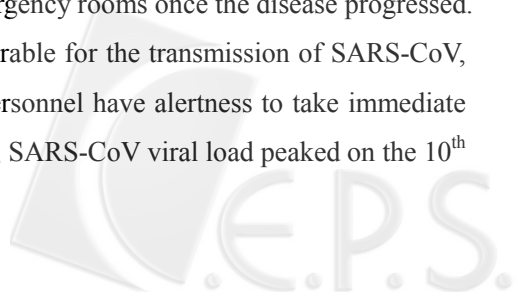 rgency rooms once the disease progressed.
rable for the transmission of SARS-CoV,
ersonnel have alertness to take immediate
SARS-CoV viral load peaked on the 10th
C.E.P.S.